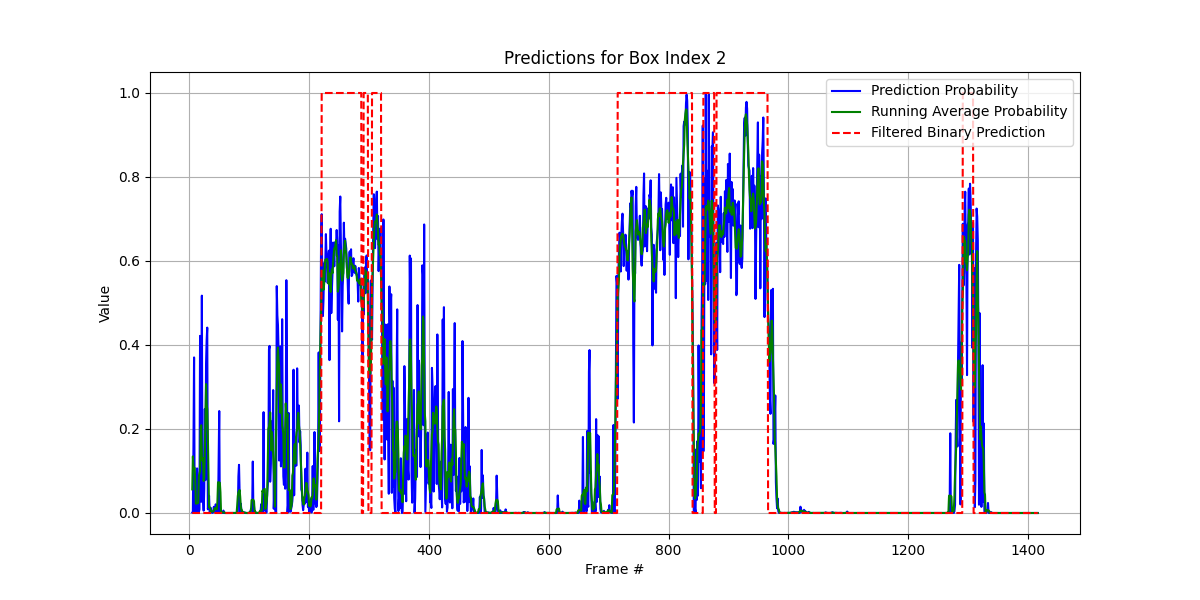 Predictions for Box Index 2
Prediction Probability
Running Average Probability
Filtered Binary Prediction
Value
1.0
0.8
0.6
0.4
0.2
0.0
0 200 400 600 800 1000 1200 1400
Frame #